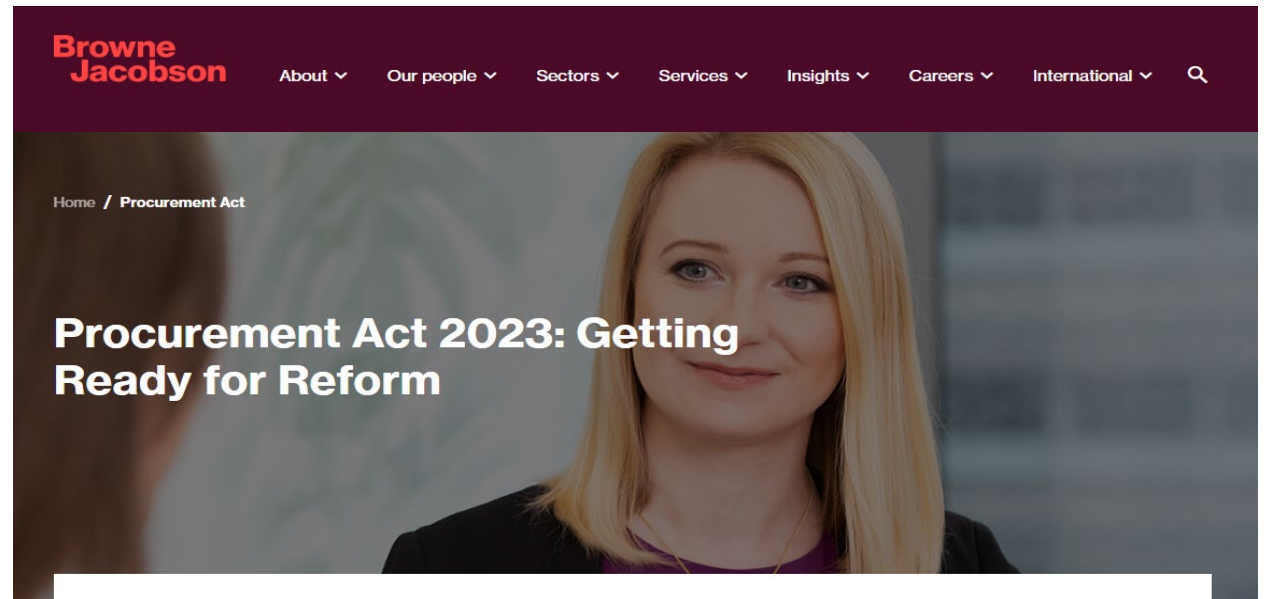 Browne
Jacobson
About Our people Sectors Services Insights Careers International
Home / Procurement Act
Procurement Act 2023: Getting
Ready for Reform